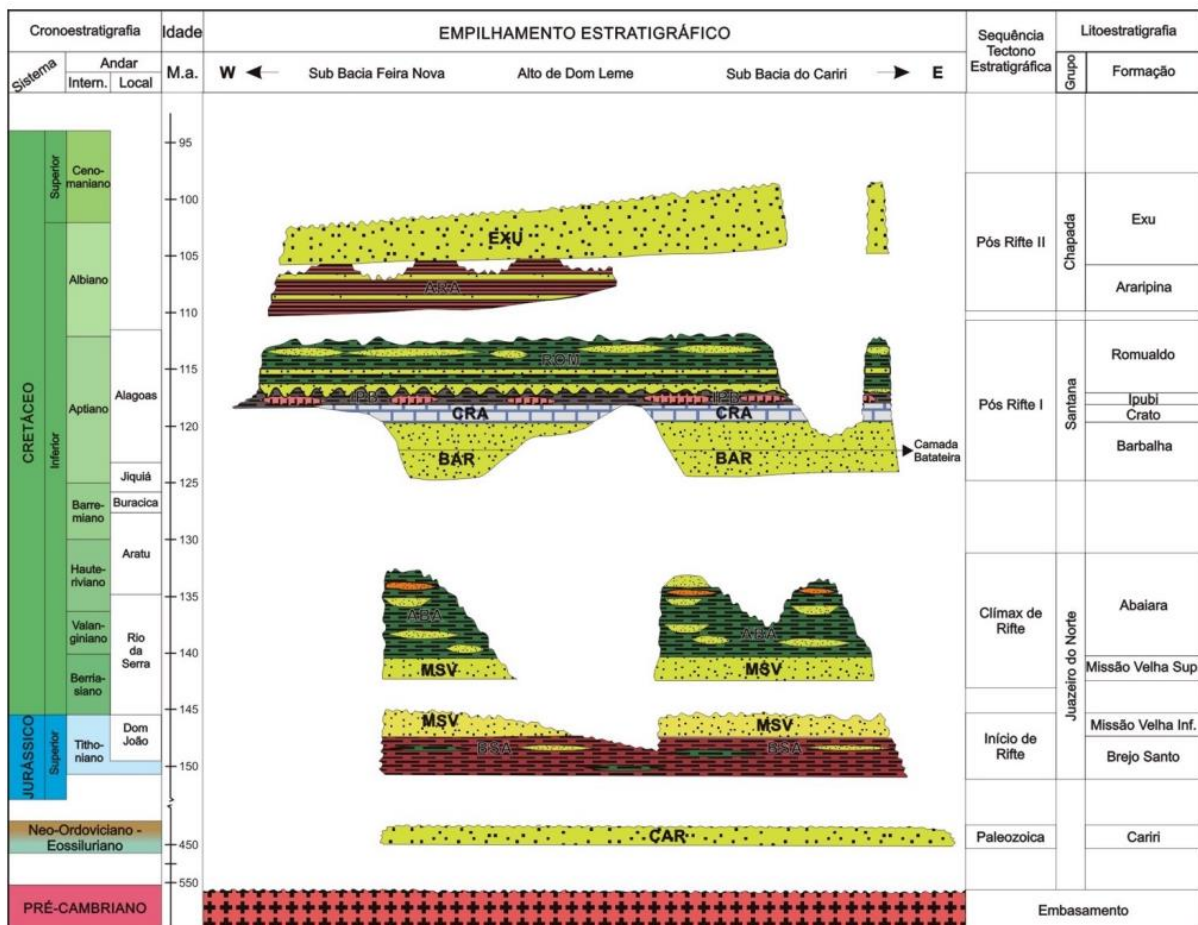 Cronoestratigrafia
Idade
EMPILHAMENTO ESTRATIGRÁFICO
Sequência
Tectono
Estratigráfica
Litoestratigrafia
Sistema
Andar
Intern.
Local
M.a.
W
Sub Bacia Feira Nova
Alto de Dom Leme
Sub Bacia do Cariri
E
Grupo
Formação
CRETÁCEO
Superior
Inferior
Ceno-
maniano
Albiano
Aptiano
Barre-
miano
Haute-
riviano
Valan-
giniano
Berria-
siano
Alagoas
Jiquiá
Buracica
Aratu
Rio
da
Serra
JURÁSSICO
Superior
Titho-
niano
Dom
João
Neo-Ordoviciano -
Eossiluriano
PRÉ-CAMBRIANO
95
100
105
110
115
120
125
130
135
140
145
150
450
550
EXU
ARA
ROM
IPB
IPB
CRA
CRA
BAR
BAR
Camada
Batateira
ABA
ABA
MSV
MSV
MSV
MSV
BSA
BSA
CAR
Pós Rifte II
Pós Rifte I
Clímax de
Rifte
Início de
Rifte
Paleozoica
Chapada
Santana
Juazeiro do Norte
Exu
Araripina
Romualdo
Ipubi
Crato
Barbalha
Abaiara
Missão Velha Sup
Missão Velha Inf.
Brejo Santo
Cariri
Embasamento